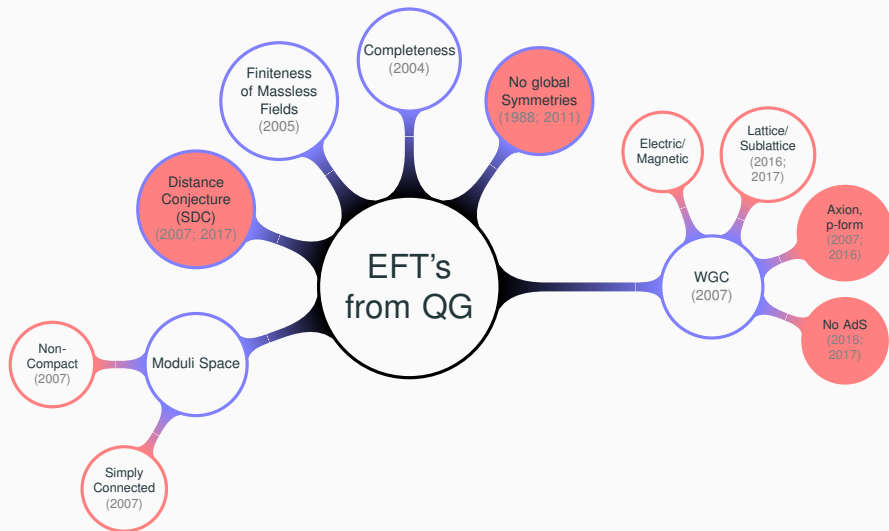 Completeness
(2004)
Finiteness
of Massless
Fields
(2005)
No global
Symmetries
(1988; 2011)
Distance
Conjecture
(SDC)
(2007; 2017)
EFT's
from QG
Electric/
Magnetic
Lattice/
Sublattice
(2016;
2017)
Axion,
p-form
(2007;
2016)
WGC
(2007)
No AdS
(2016;
2017)
Moduli Space
Non-
Compact
(2007)
Simply
Connected
(2007)